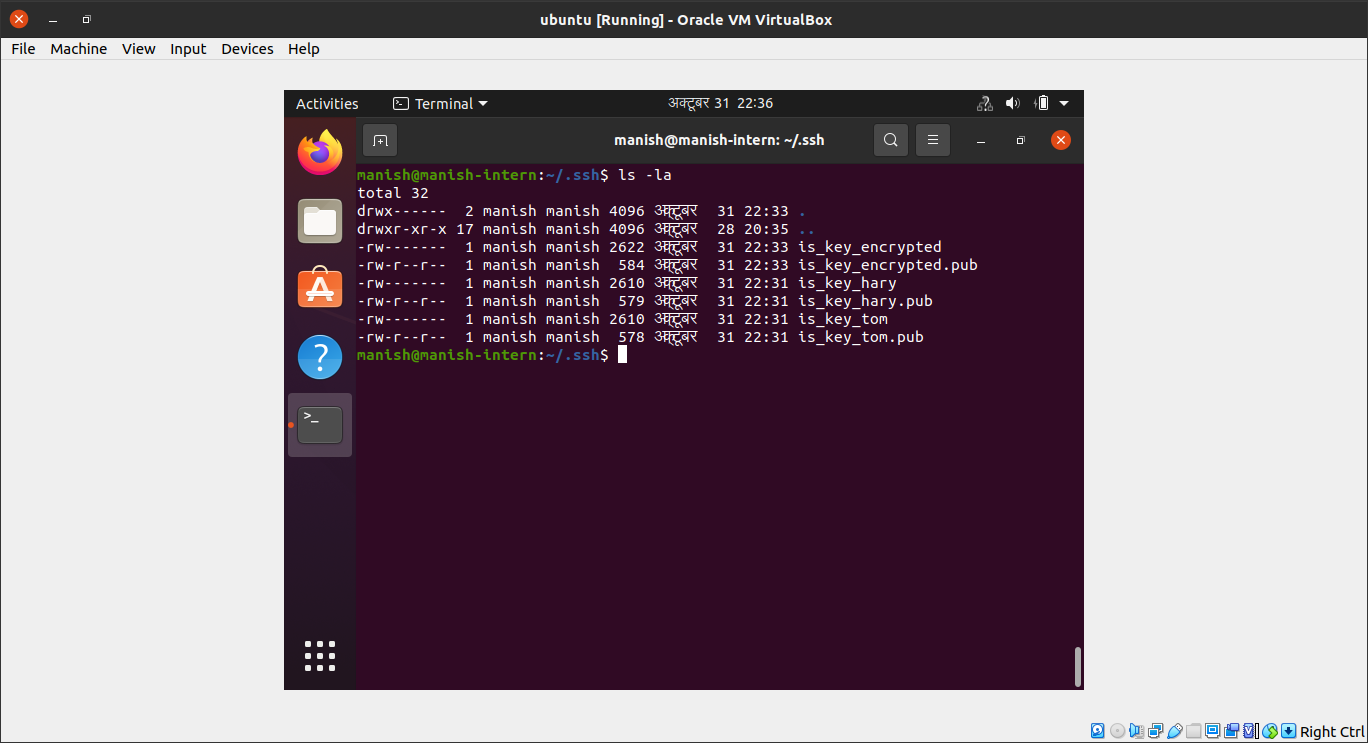 ubuntu [Running] - Oracle VM VirtualBox
File Machine View Input Devices Help
Activities Terminal अक्टूबर 31 22:36
manish@manish-intern: ~/.ssh
manish@manish-intern:~/.ssh$ ls -la
total 32
drwx------ 2 manish manish 4096 अक्टूबर 31 22:33 .
drwxr-xr-x 17 manish manish 4096 अक्टूबर 28 20:35 ..
-rw------- 1 manish manish 2622 अक्टूबर 31 22:33 is_key_encrypted
-rw-r--r-- 1 manish manish 584 अक्टूबर 31 22:33 is_key_encrypted.pub
-rw------- 1 manish manish 2610 अक्टूबर 31 22:31 is_key_hary
-rw-r--r-- 1 manish manish 579 अक्टूबर 31 22:31 is_key_hary.pub
-rw------- 1 manish manish 2610 अक्टूबर 31 22:31 is_key_tom
-rw-r--r-- 1 manish manish 578 अक्टूबर 31 22:31 is_key_tom.pub
manish@manish-intern:~/.ssh$
Right Ctrl